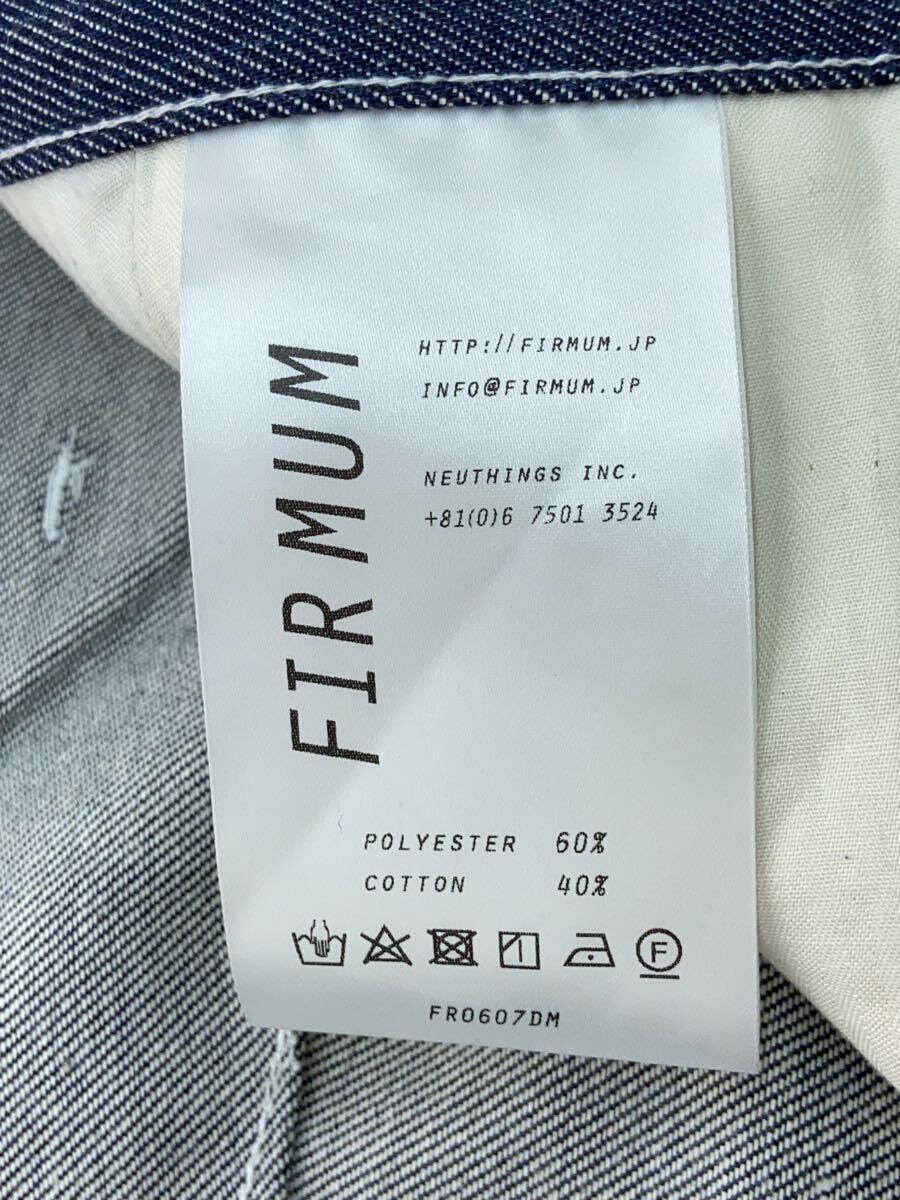 FIRMUM
HTTP://FIRMUM.JP
INFO@FIRMUM.JP
NEUTHINGS INC.
+81(0)6 7501 3524
POLYESTER 60%
COTTON 40%
F
FR0607DM